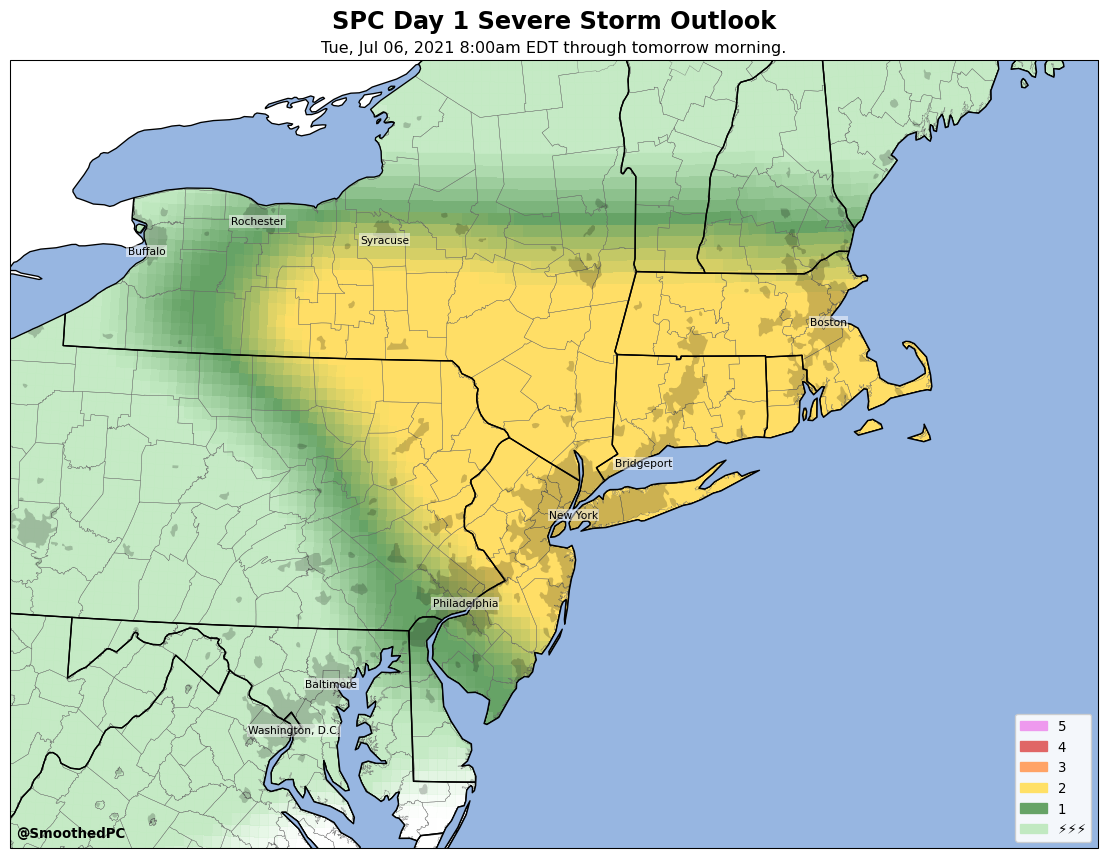 SPC Day 1 Severe Storm Outlook
Tue, Jul 06, 2021 8:00am EDT through tomorrow morning.
Rochester
Syracuse
Buffalo
Boston
Bridgeport
New York
Philadelphia
Baltimore
Washington, D.C.
5
4
3
2
1
⚡⚡⚡
@SmoothedPC